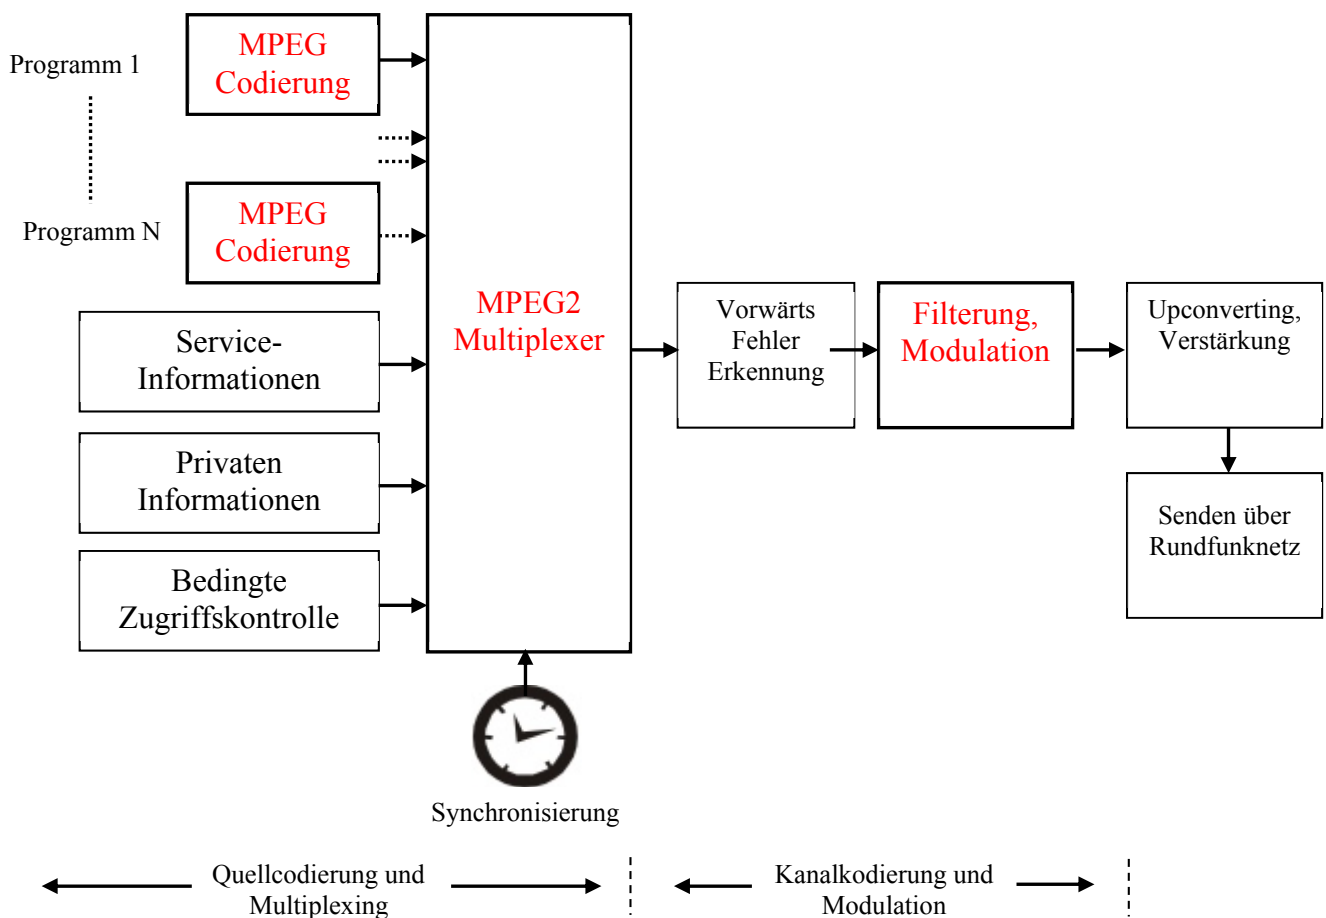 Programm 1
MPEG
Codierung
Programm N
MPEG
Codierung
Service-
Informationen
Privaten
Informationen
Bedingte
Zugriffskontrolle
MPEG2
Multiplexer
Synchronisierung
Vorwärts
Fehler
Erkennung
Filterung,
Modulation
Upconverting,
Verstärkung
Senden über
Rundfunknetz
Quellcodierung und
Multiplexing
Kanalkodierung und
Modulation